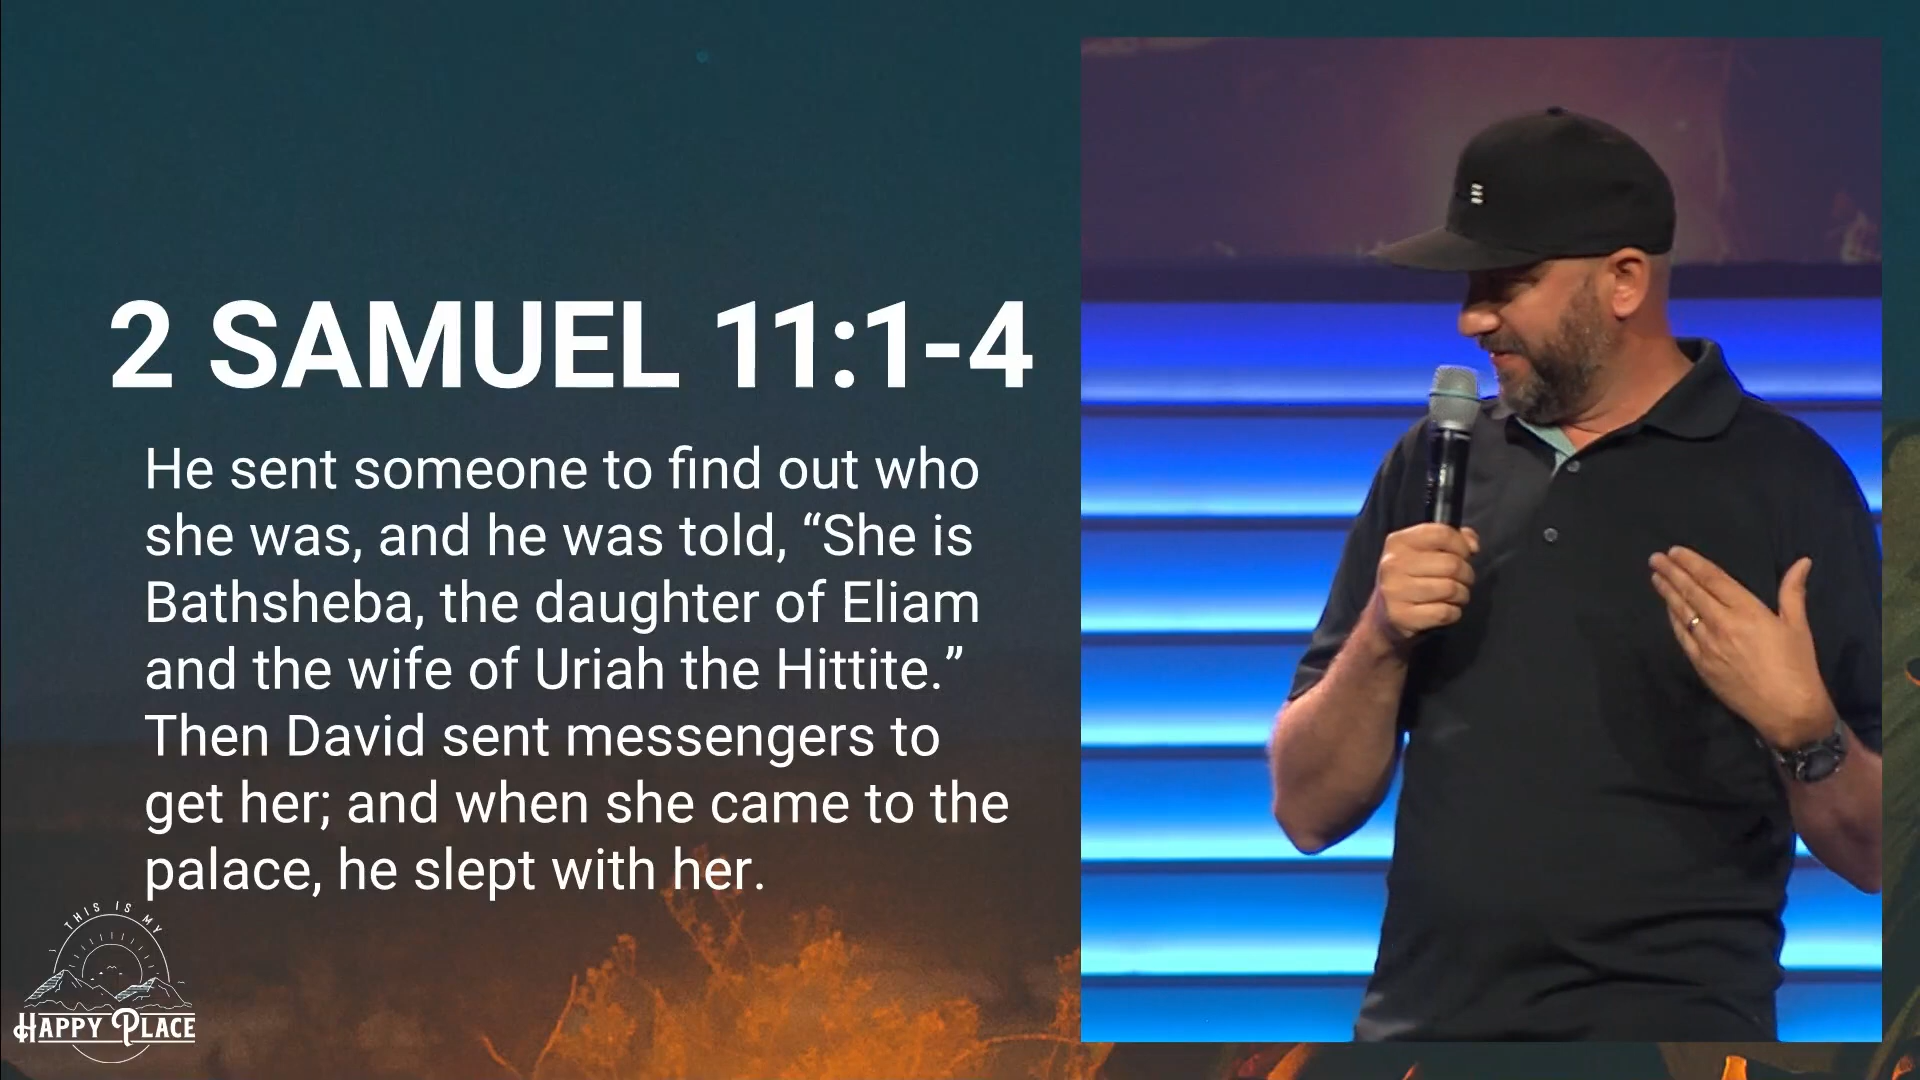 2 SAMUEL 11:1-4
He sent someone to find out who
she was, and he was told, “She is
Bathsheba, the daughter of Eliam
and the wife of Uriah the Hittite.”
Then David sent messengers to
get her; and when she came to the
palace, he slept with her.
THIS IS MY
HAPPY PLACE